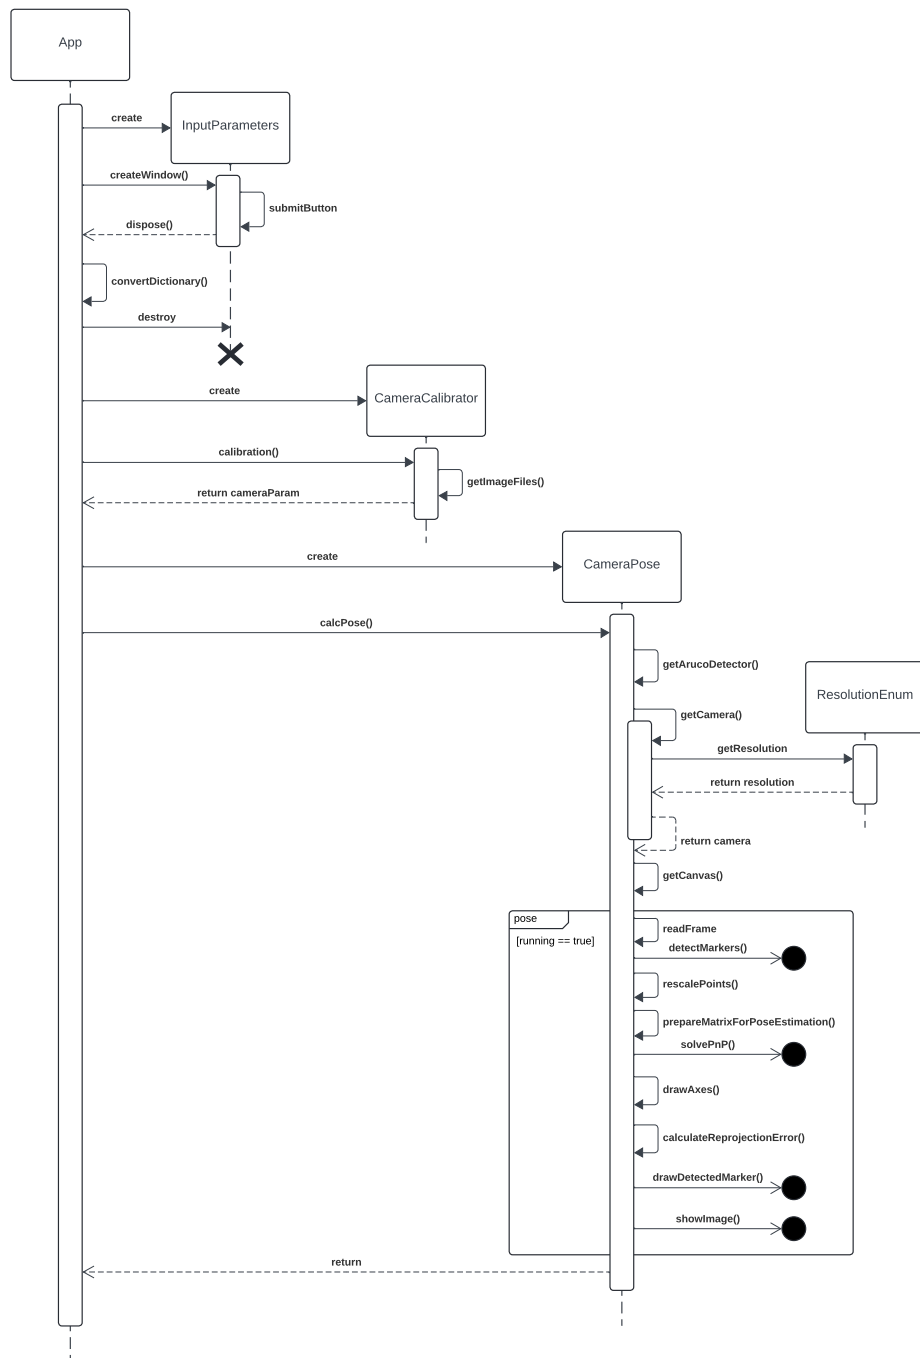 App
create
InputParameters
createWindow()
submitButton
dispose()
convertDictionary()
destroy
create
CameraCalibrator
calibration()
getImageFiles()
return cameraParam
create
CameraPose
calcPose()
getArucoDetector()
ResolutionEnum
getCamera()
getResolution
return resolution
return camera
getCanvas()
pose
[running == true]
readFrame
detectMarkers()
rescalePoints()
prepareMatrixForPoseEstimation()
solvePnP()
drawAxes()
calculateReprojectionError()
drawDetectedMarker()
showImage()
return